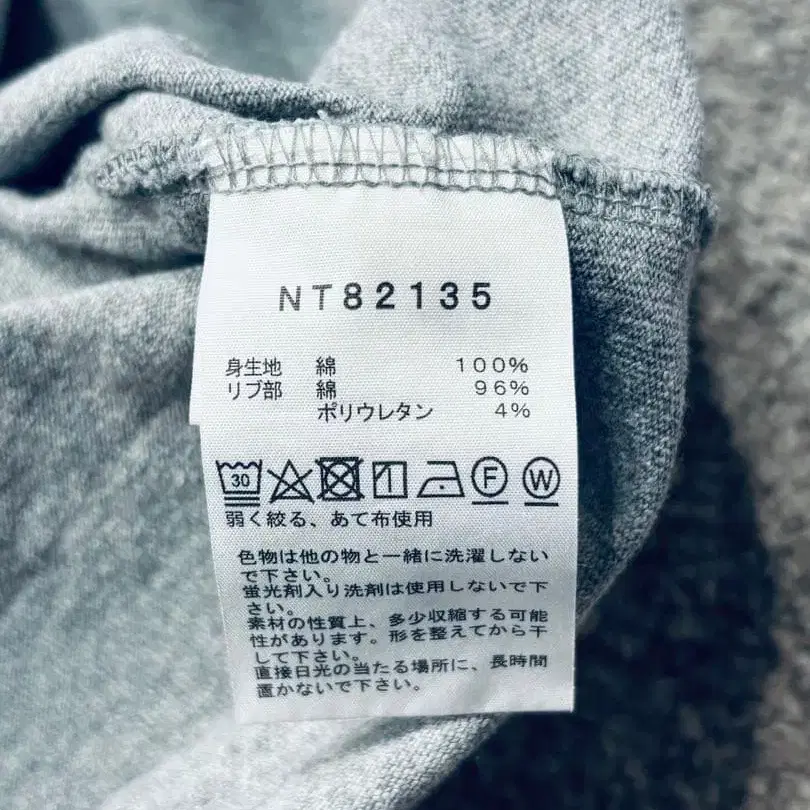 NT82135
身生地 綿 100%
リブ部 綿 96%
ポリウレタン 4%
30 F W
弱く絞る、あて布使用
色物は他の物と一緒に洗濯しない
で下さい。
蛍光剤入り洗剤は使用しないで下
さい。
素材の性質上、多少収縮する可能
性があります。形を整えてから干
して下さい。
直接日光の当たる場所に、長時間
置かないで下さい。